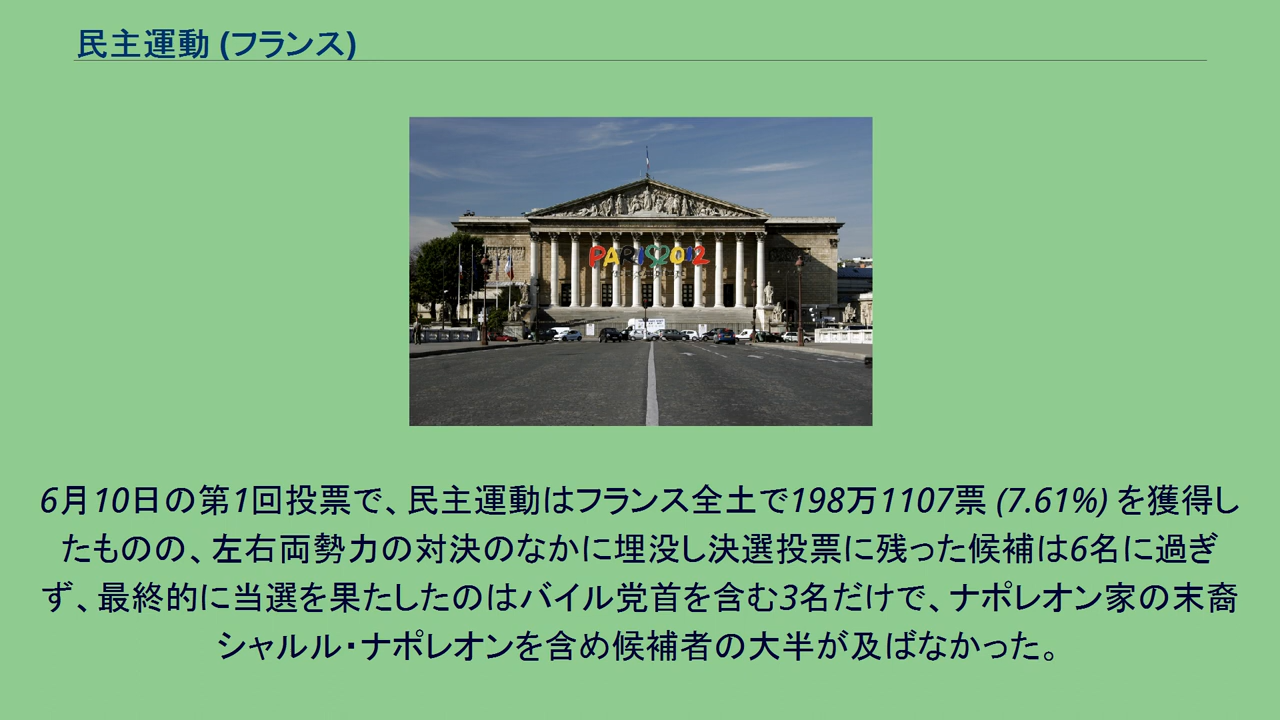 民主運動 (フランス)
PARIS2012
6月10日の第1回投票で、民主運動はフランス全土で198万1107票 (7.61%) を獲得し
たものの、左右両勢力の対決のなかに埋没し決選投票に残った候補は6名に過ぎ
ず、最終的に当選を果たしたのはバイル党首を含む3名だけで、ナポレオン家の末裔
シャルル・ナポレオンを含め候補者の大半が及ばなかった。